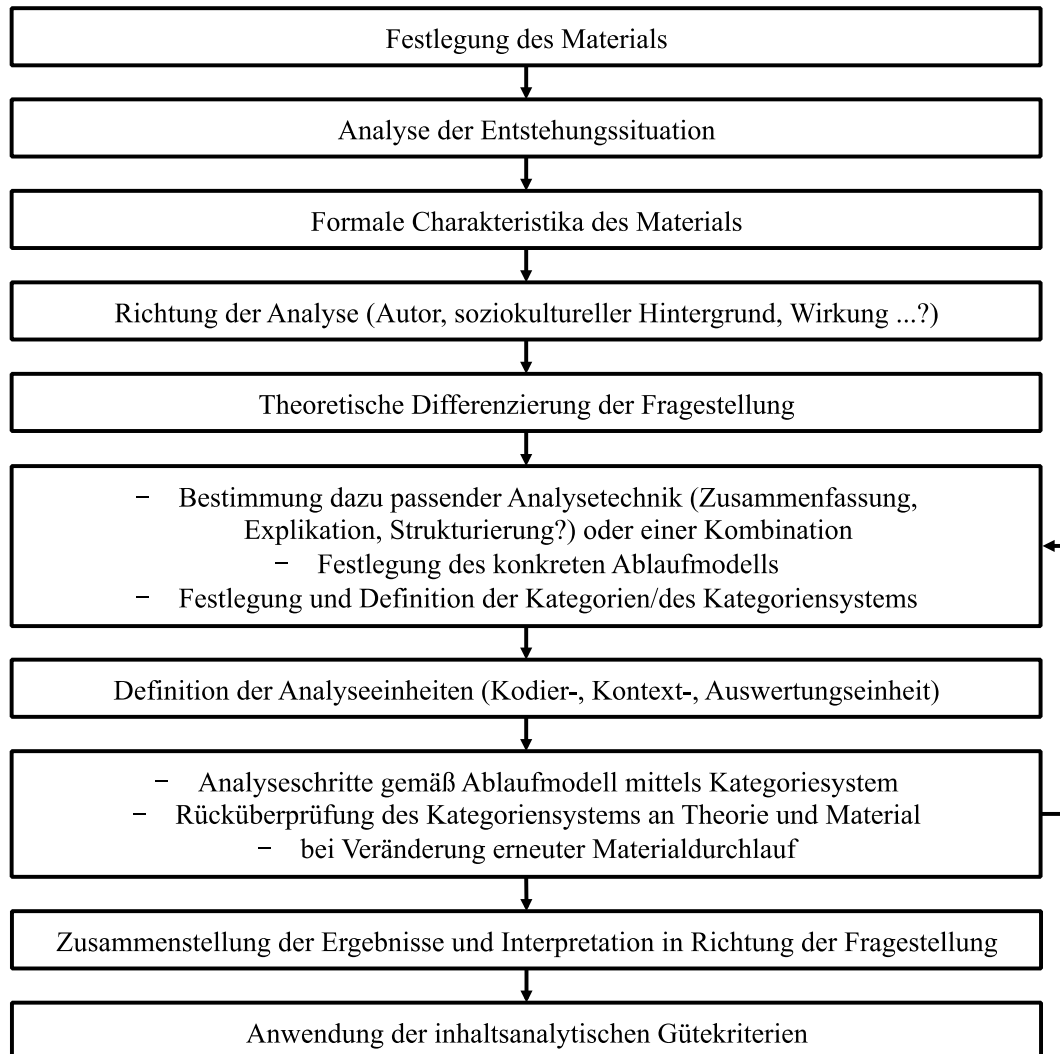 Festlegung des Materials
Analyse der Entstehungssituation
Formale Charakteristika des Materials
Richtung der Analyse (Autor, soziokultureller Hintergrund, Wirkung ...?)
Theoretische Differenzierung der Fragestellung
– Bestimmung dazu passender Analysetechnik (Zusammenfassung,
Explikation, Strukturierung?) oder einer Kombination
– Festlegung des konkreten Ablaufmodells
– Festlegung und Definition der Kategorien/des Kategoriensystems
Definition der Analyseeinheiten (Kodier-, Kontext-, Auswertungseinheit)
– Analyseschritte gemäß Ablaufmodell mittels Kategoriesystem
– Rücküberprüfung des Kategoriensystems an Theorie und Material
– bei Veränderung erneuter Materialdurchlauf
Zusammenstellung der Ergebnisse und Interpretation in Richtung der Fragestellung
Anwendung der inhaltsanalytischen Gütekriterien